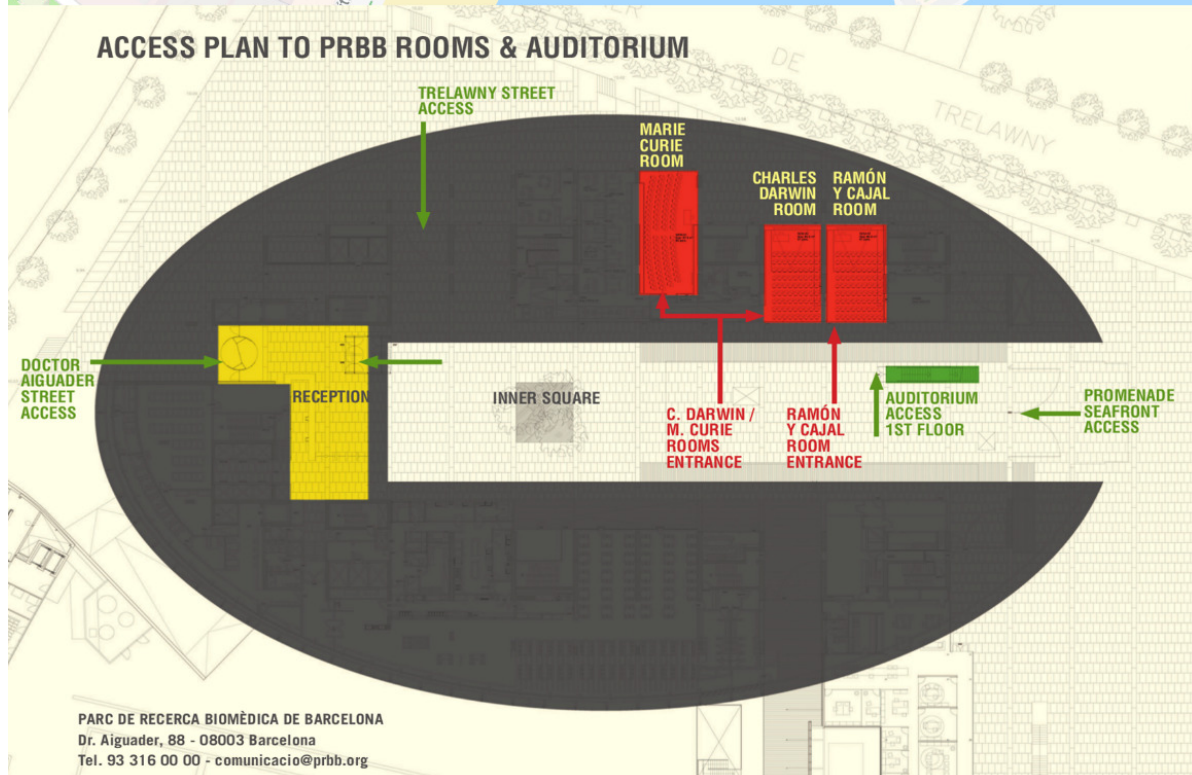 ACCESS PLAN TO PRBB ROOMS & AUDITORIUM
DE
TRELAWNY
TRELAWNY STREET
ACCESS
MARIE
CURIE
ROOM
CHARLES
DARWIN
ROOM
RAMÓN
Y CAJAL
ROOM
DOCTOR
AIGUADER
STREET
ACCESS
RECEPTION
INNER SQUARE
C. DARWIN /
M. CURIE
ROOMS
ENTRANCE
RAMÓN
Y CAJAL
ROOM
ENTRANCE
AUDITORIUM
ACCESS
1ST FLOOR
PROMENADE
SEAFRONT
ACCESS
PARC DE RECERCA BIOMÈDICA DE BARCELONA
Dr. Aiguader, 88 - 08003 Barcelona
Tel. 93 316 00 00 - comunicacio@prbb.org